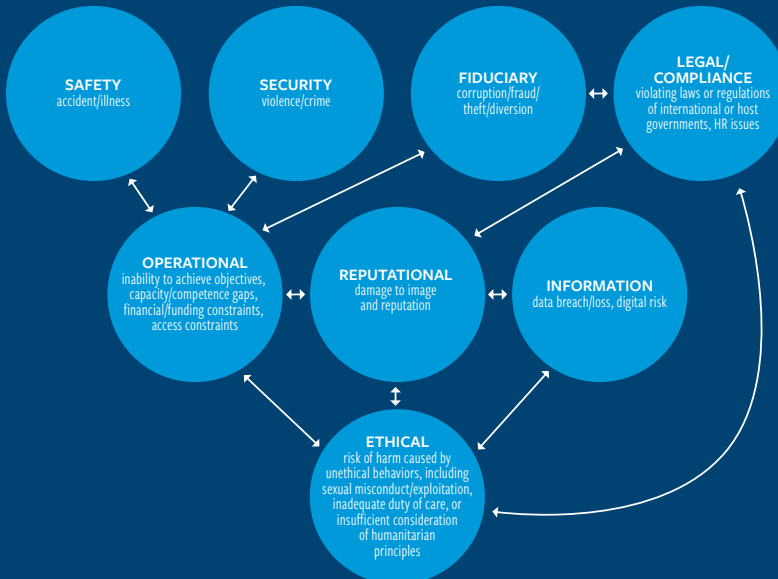 SAFETY
accident/illness
SECURITY
violence/crime
FIDUCIARY
corruption/fraud/
theft/diversion
LEGAL/
COMPLIANCE
violating laws or regulations
of international or host
governments, HR issues
OPERATIONAL
inability to achieve objectives,
capacity/competence gaps,
financial/funding constraints,
access constraints
REPUTATIONAL
damage to image
and reputation
INFORMATION
data breach/loss, digital risk
ETHICAL
risk of harm caused by
unethical behaviors, including
sexual misconduct/exploitation,
inadequate duty of care, or
insufficient consideration
of humanitarian
principles